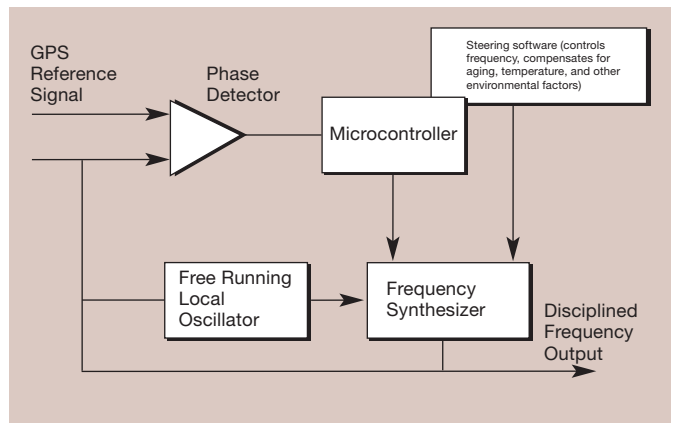 GPS
Reference
Signal
Phase
Detector
Steering software (controls
frequency, compensates for
aging, temperature, and other
environmental factors)
Microcontroller
Free Running
Local
Oscillator
Frequency
Synthesizer
Disciplined
Frequency
Output